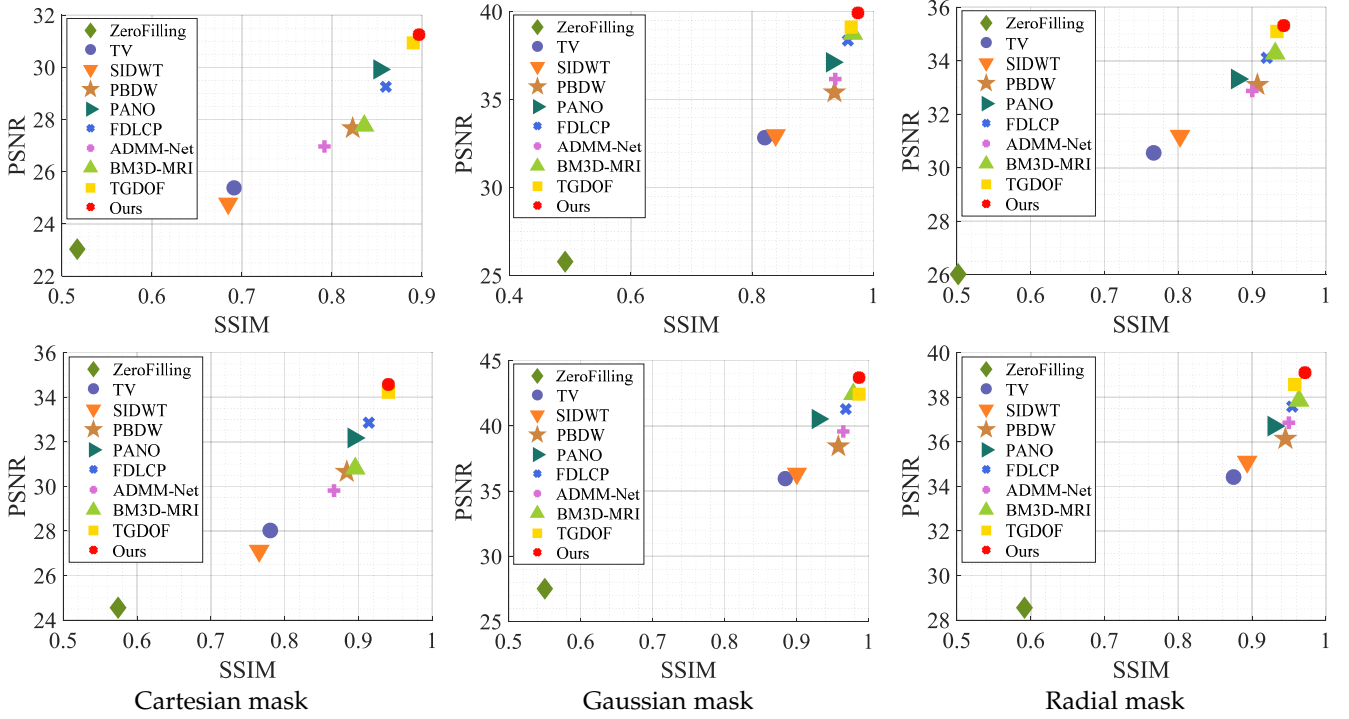 32
30
28
26
24
22
PSNR
ZeroFilling
TV
SIDWT
PBDW
PANO
FDLCP
ADMM-Net
BM3D-MRI
TGDOF
Ours
0.5 0.6 0.7 0.8 0.9
SSIM
40
35
30
25
PSNR
ZeroFilling
TV
SIDWT
PBDW
PANO
FDLCP
ADMM-Net
BM3D-MRI
TGDOF
Ours
0.4 0.6 0.8 1
SSIM
36
34
32
30
28
26
PSNR
ZeroFilling
TV
SIDWT
PBDW
PANO
FDLCP
ADMM-Net
BM3D-MRI
TGDOF
Ours
0.5 0.6 0.7 0.8 0.9 1
SSIM
36
34
32
30
28
26
24
PSNR
ZeroFilling
TV
SIDWT
PBDW
PANO
FDLCP
ADMM-Net
BM3D-MRI
TGDOF
Ours
0.5 0.6 0.7 0.8 0.9 1
SSIM
Cartesian mask
45
40
35
30
25
PSNR
ZeroFilling
TV
SIDWT
PBDW
PANO
FDLCP
ADMM-Net
BM3D-MRI
TGDOF
Ours
0.5 0.6 0.7 0.8 0.9 1
SSIM
Gaussian mask
40
38
36
34
32
30
28
PSNR
ZeroFilling
TV
SIDWT
PBDW
PANO
FDLCP
ADMM-Net
BM3D-MRI
TGDOF
Ours
0.5 0.6 0.7 0.8 0.9 1
SSIM
Radial mask